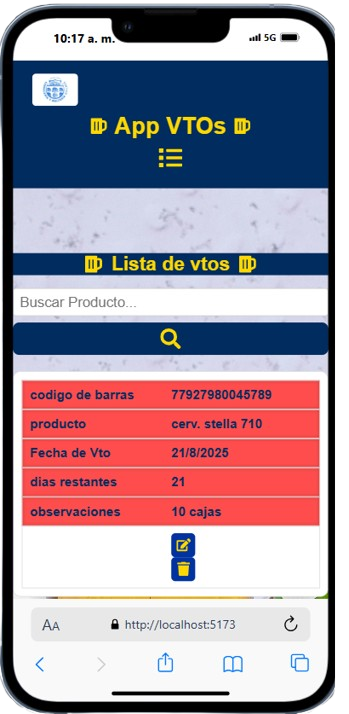 10:17 a. m.
5G
App VTOs
Lista de vtos
Buscar Producto...
codigo de barras 77927980045789
producto cerv. stella 710
Fecha de Vto 21/8/2025
dias restantes 21
observaciones 10 cajas
AA http://localhost:5173